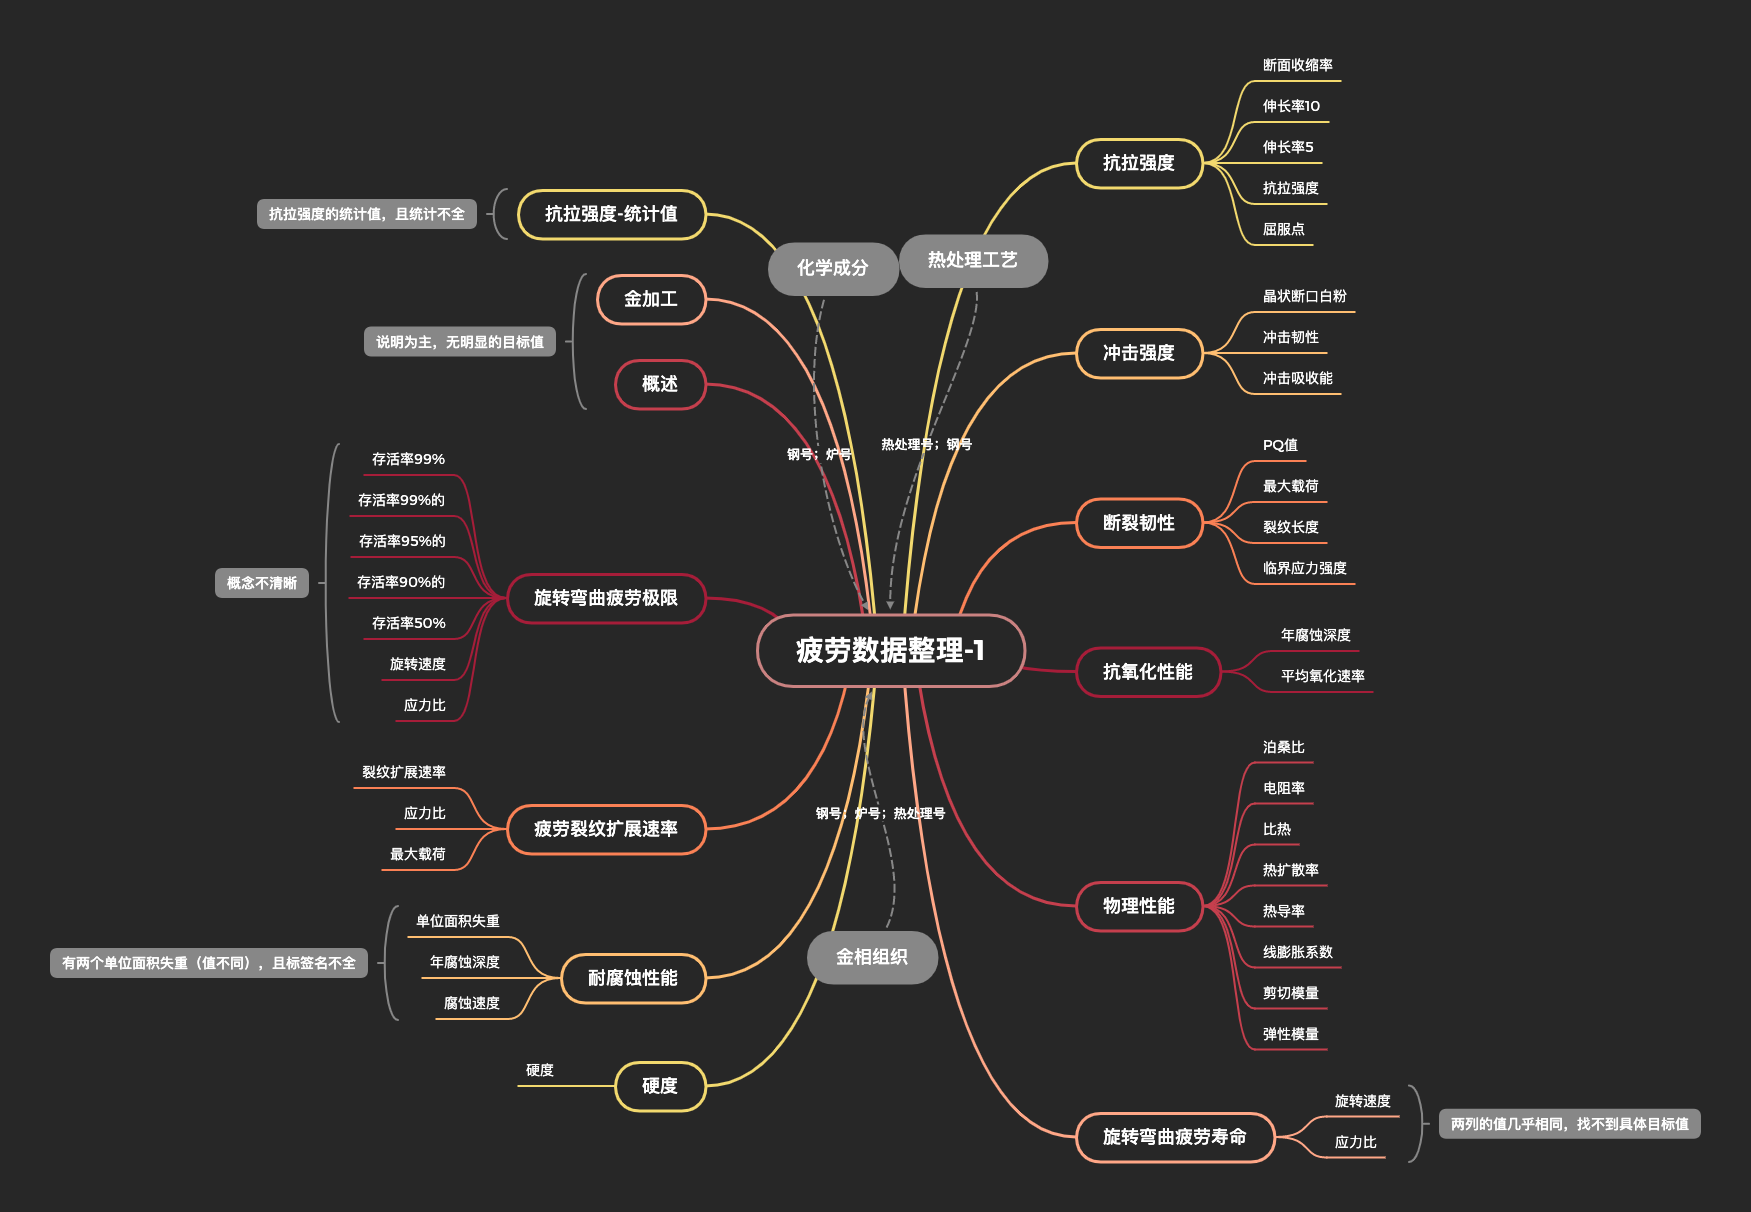 疲劳数据整理-1
化学成分
钢号；炉号
热处理工艺
热处理号；钢号
金相组织
钢号；炉号；热处理号
抗拉强度
断面收缩率
伸长率10
伸长率5
抗拉强度
屈服点
冲击强度
晶状断口白粉
冲击韧性
冲击吸收能
断裂韧性
PQ值
最大载荷
裂纹长度
临界应力强度
抗氧化性能
年腐蚀深度
平均氧化速率
物理性能
泊桑比
电阻率
比热
热扩散率
热导率
线膨胀系数
剪切模量
弹性模量
旋转弯曲疲劳寿命
旋转速度
应力比
两列的值几乎相同，找不到具体目标值
抗拉强度-统计值
抗拉强度的统计值，且统计不全
金加工
概述
说明为主，无明显的目标值
旋转弯曲疲劳极限
存活率99%
存活率99%的
存活率95%的
存活率90%的
存活率50%
旋转速度
应力比
概念不清晰
疲劳裂纹扩展速率
裂纹扩展速率
应力比
最大载荷
耐腐蚀性能
单位面积失重
年腐蚀深度
腐蚀速度
有两个单位面积失重（值不同），且标签名不全
硬度
硬度